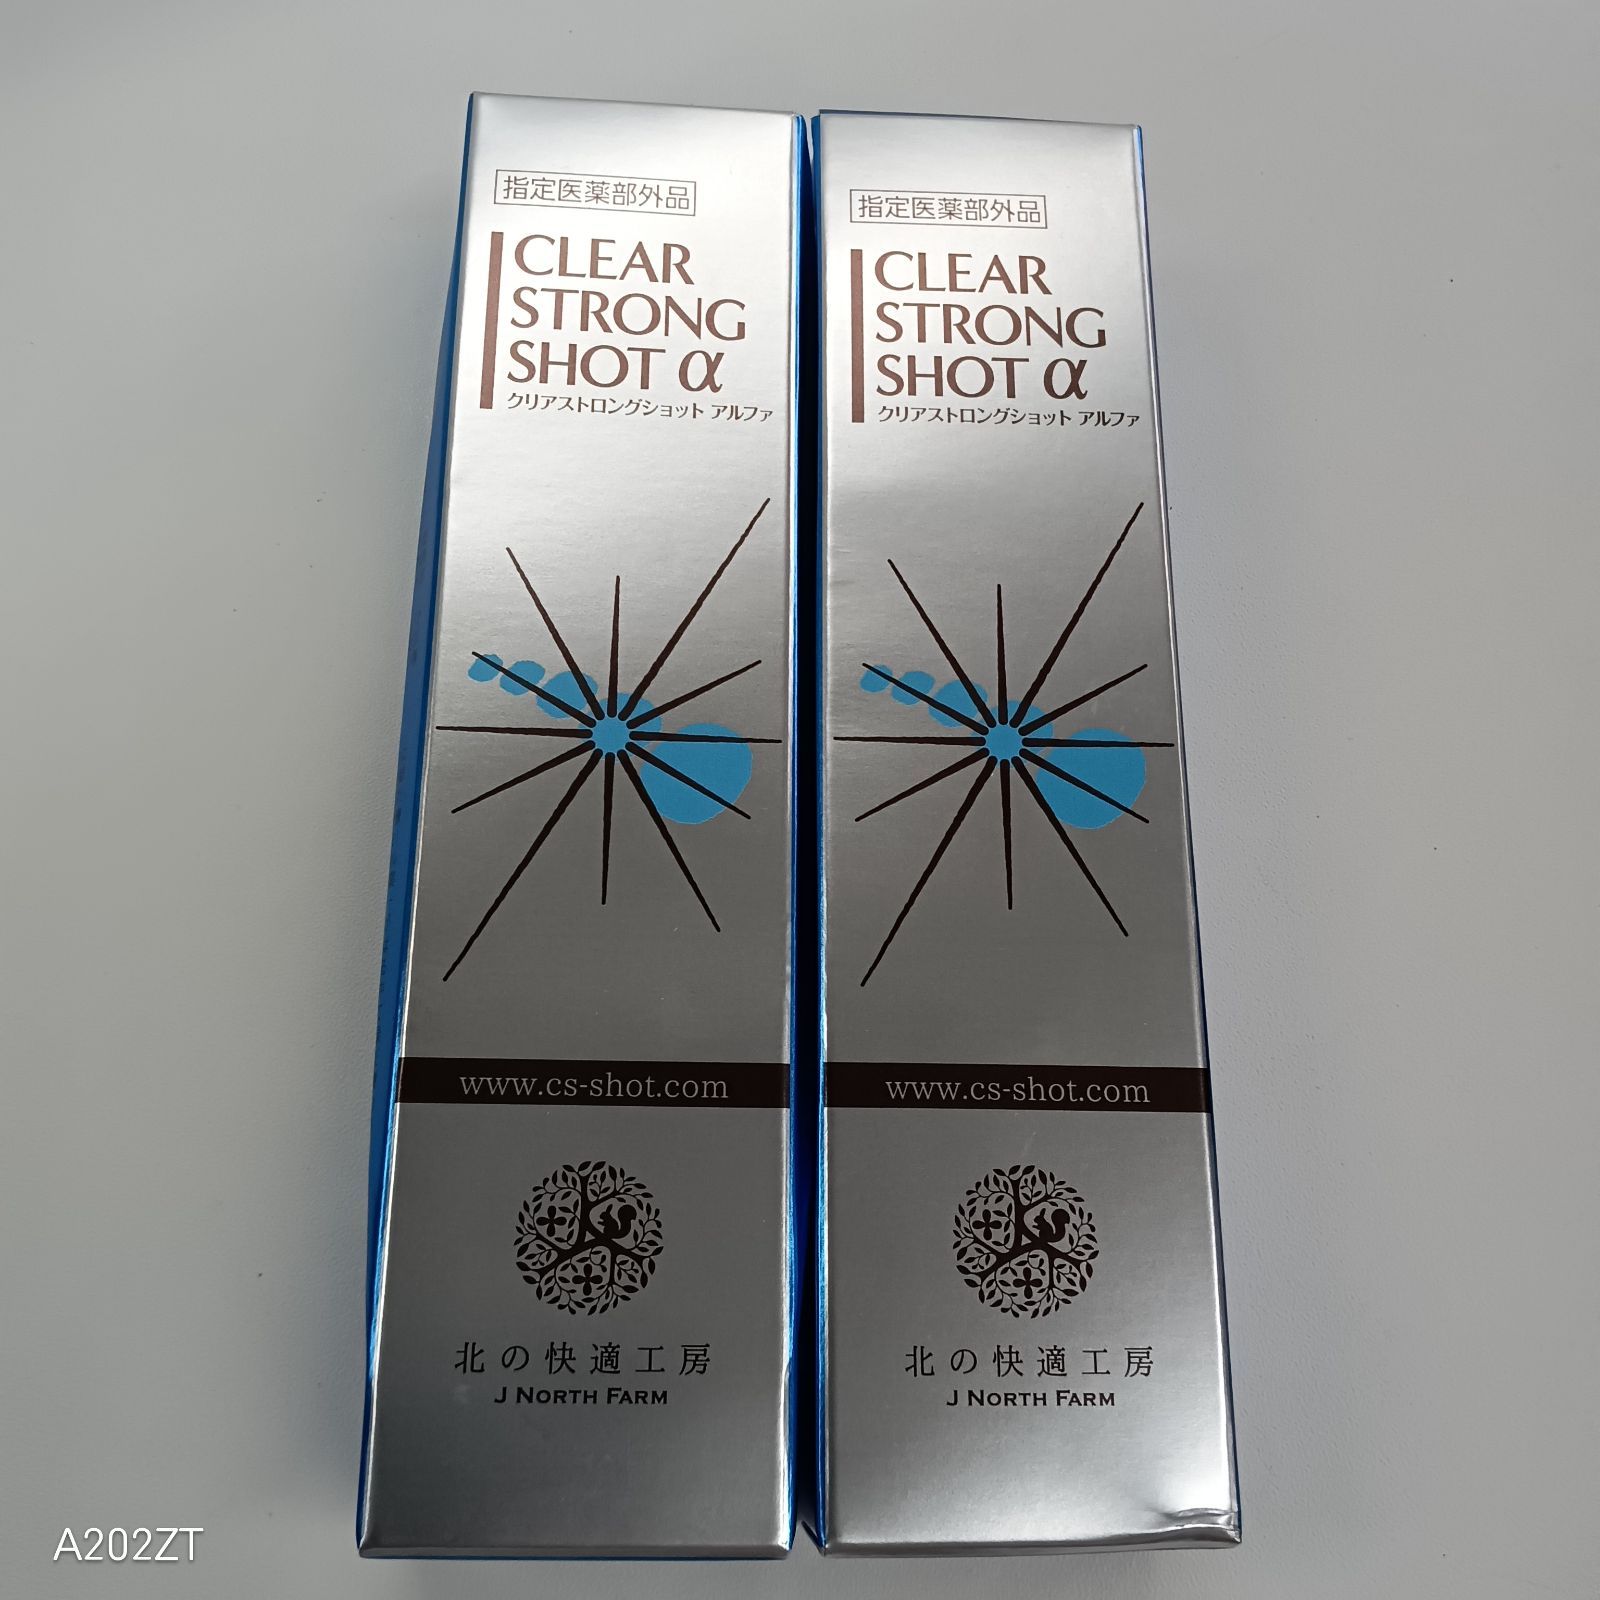 指定医薬部外品
CLEAR
STRONG
SHOT α
クリアストロングショット アルファ
www.cs-shot.com
北の快適工房
J NORTH FARM
指定医薬部外品
CLEAR
STRONG
SHOT α
クリアストロングショット アルファ
www.cs-shot.com
北の快適工房
J NORTH FARM
A202ZT